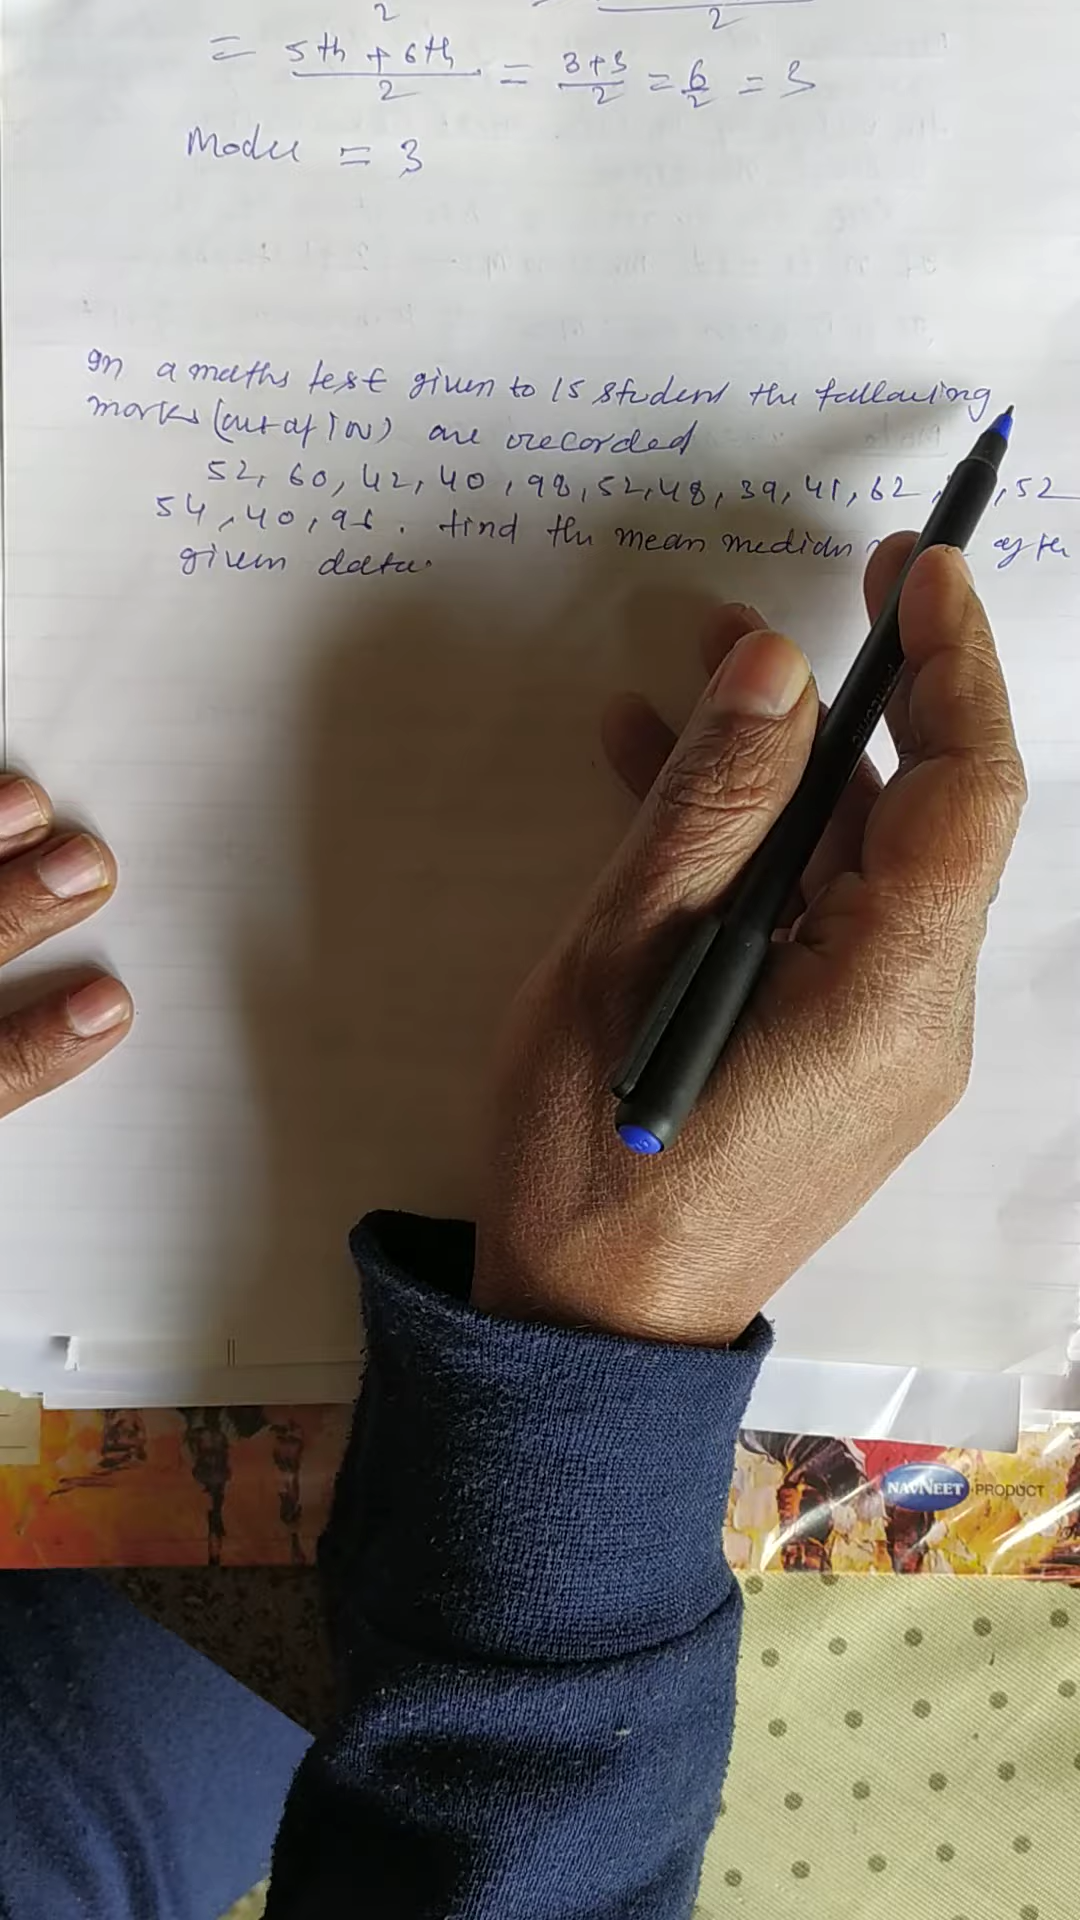 2 2
= 5th + 6th / 2 = 3+3 / 2 = 6/2 = 3
Mode = 3
In a maths test given to 15 student the following
marks (out of 100) are recorded
52, 60, 42, 40, 98, 52, 48, 39, 41, 62, , 52
54, 40, 96. find the mean median of the
given data.
pentonic
NAVNEET PRODUCT